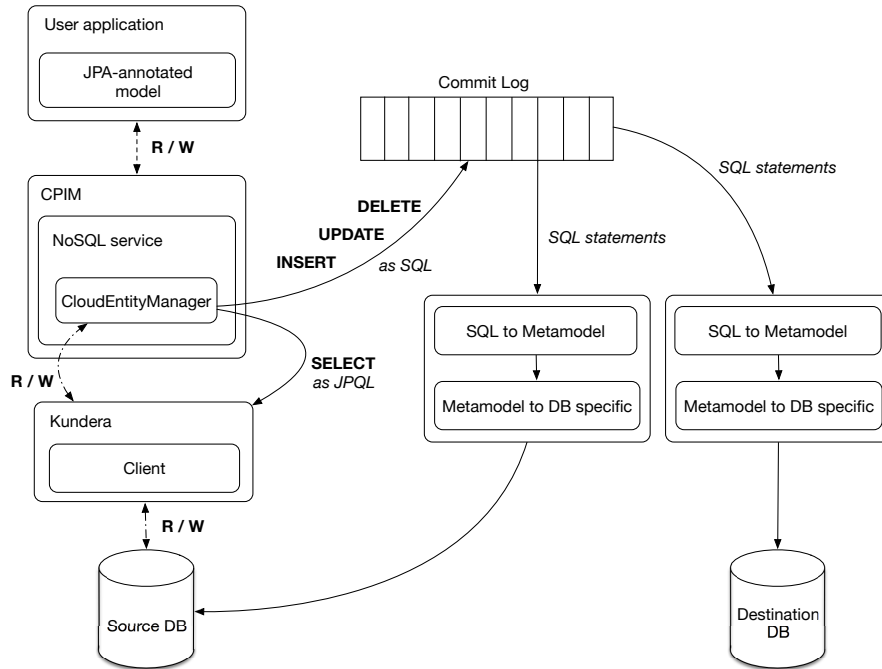 User application
JPA-annotated
model
R / W
CPIM
NoSQL service
CloudEntityManager
R / W
Kundera
Client
R / W
Source DB
Commit Log
DELETE
UPDATE
INSERT
as SQL
SELECT
as JPQL
SQL statements
SQL statements
SQL to Metamodel
Metamodel to DB specific
SQL to Metamodel
Metamodel to DB specific
Destination
DB